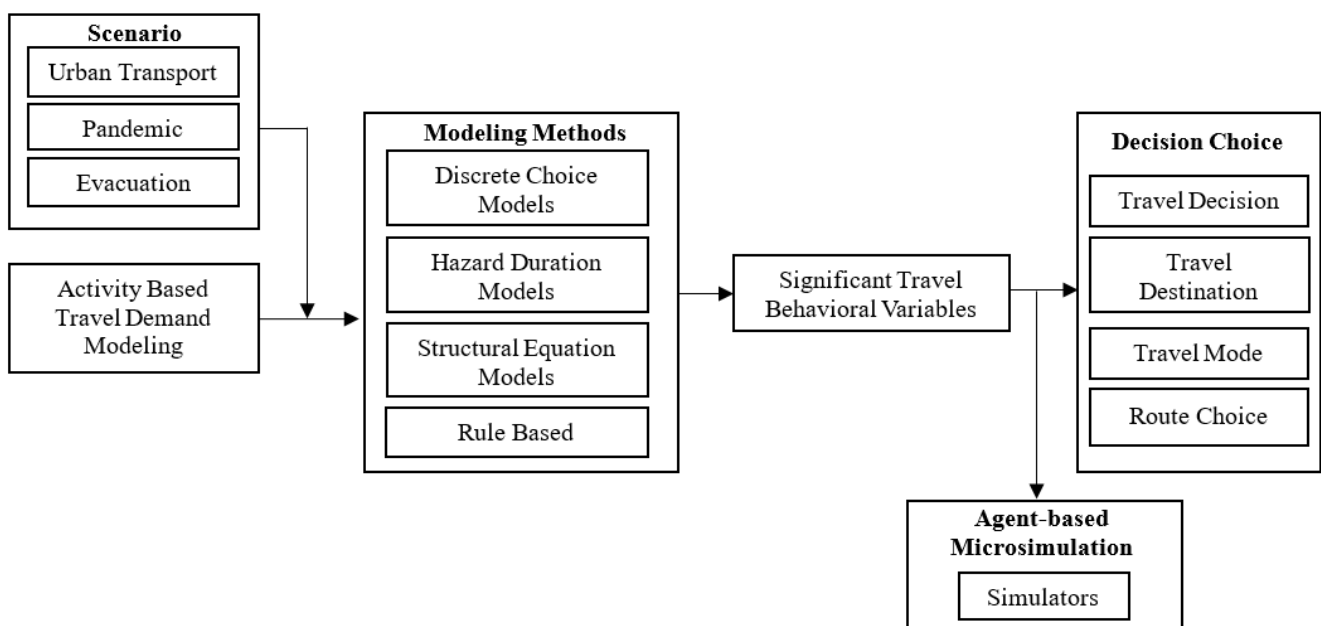 Scenario
Urban Transport
Pandemic
Evacuation
Activity Based
Travel Demand
Modeling
Modeling Methods
Discrete Choice
Models
Hazard Duration
Models
Structural Equation
Models
Rule Based
Significant Travel
Behavioral Variables
Decision Choice
Travel Decision
Travel
Destination
Travel Mode
Route Choice
Agent-based
Microsimulation
Simulators